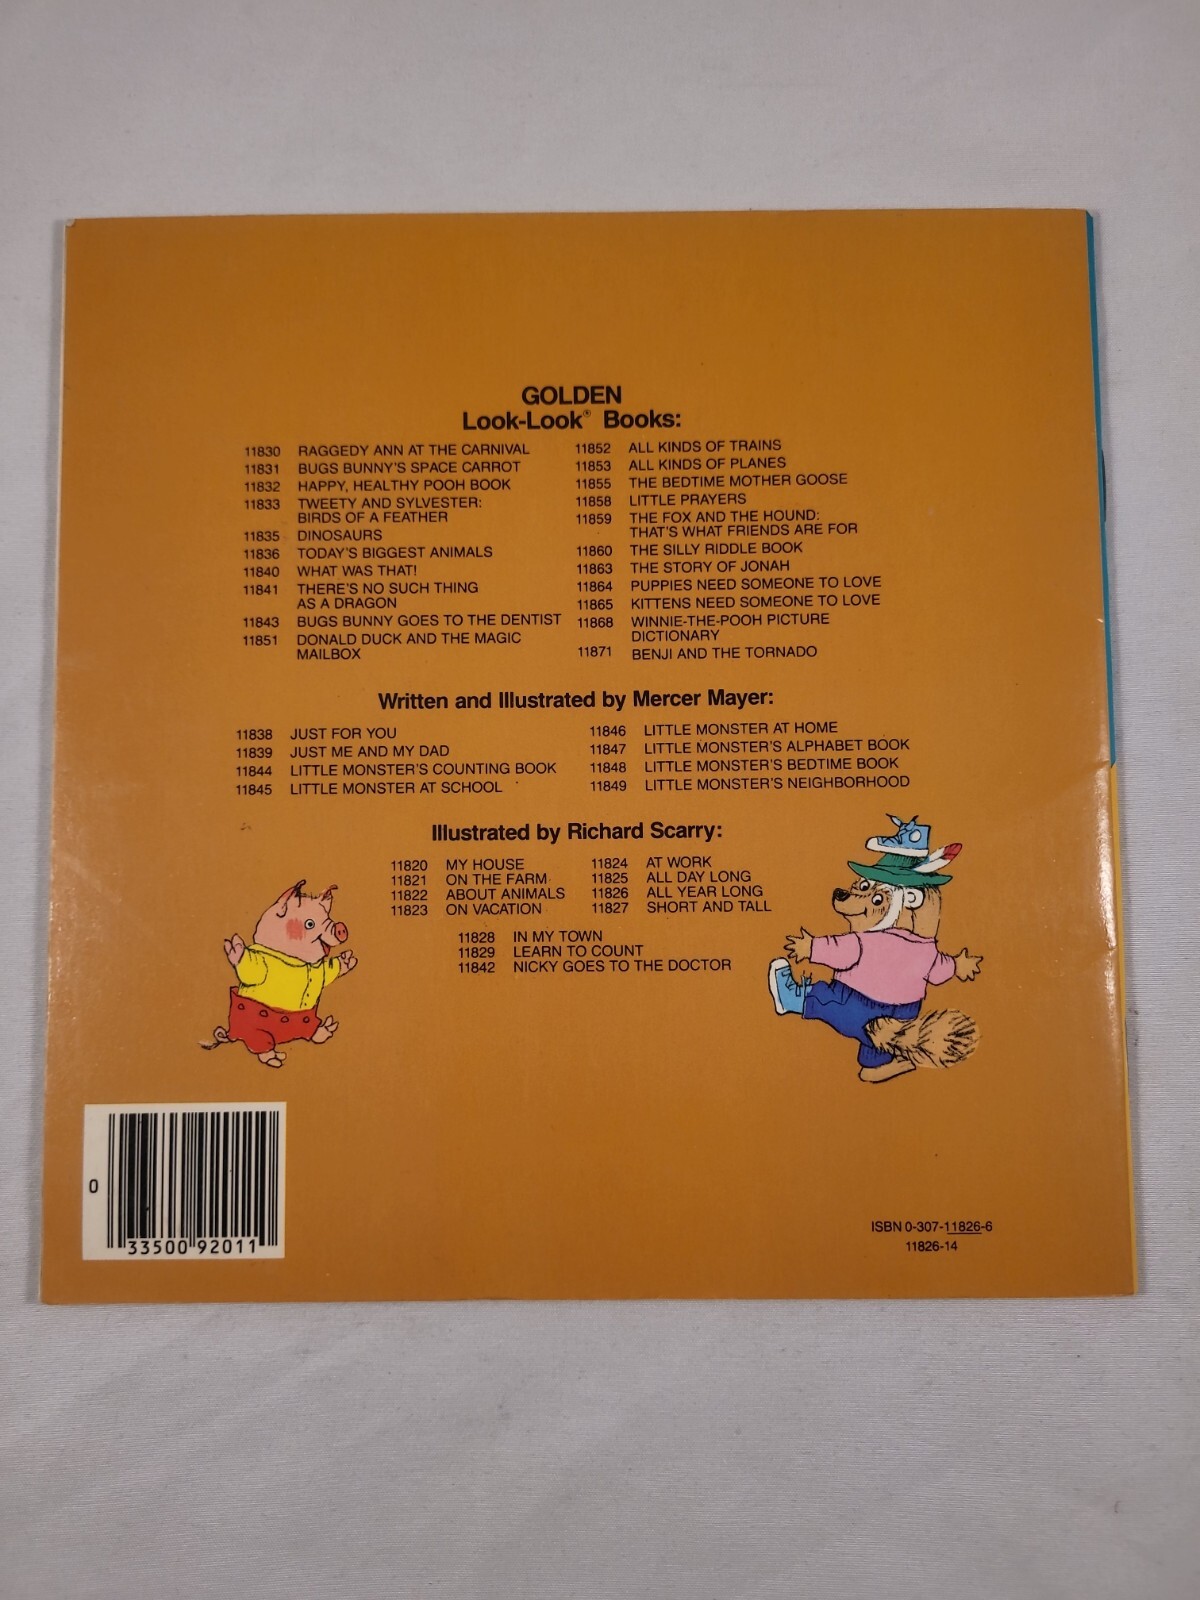 GOLDEN
Look-Look® Books:
11830 RAGGEDY ANN AT THE CARNIVAL
11831 BUGS BUNNY'S SPACE CARROT
11832 HAPPY, HEALTHY POOH BOOK
11833 TWEETY AND SYLVESTER:
BIRDS OF A FEATHER
11835 DINOSAURS
11836 TODAY'S BIGGEST ANIMALS
11840 WHAT WAS THAT!
11841 THERE'S NO SUCH THING
AS A DRAGON
11843 BUGS BUNNY GOES TO THE DENTIST
11851 DONALD DUCK AND THE MAGIC
MAILBOX
11852 ALL KINDS OF TRAINS
11853 ALL KINDS OF PLANES
11855 THE BEDTIME MOTHER GOOSE
11858 LITTLE PRAYERS
11859 THE FOX AND THE HOUND:
THAT'S WHAT FRIENDS ARE FOR
11860 THE SILLY RIDDLE BOOK
11863 THE STORY OF JONAH
11864 PUPPIES NEED SOMEONE TO LOVE
11865 KITTENS NEED SOMEONE TO LOVE
11868 WINNIE-THE-POOH PICTURE
DICTIONARY
11871 BENJI AND THE TORNADO
Written and Illustrated by Mercer Mayer:
11838 JUST FOR YOU
11839 JUST ME AND MY DAD
11844 LITTLE MONSTER'S COUNTING BOOK
11845 LITTLE MONSTER AT SCHOOL
11846 LITTLE MONSTER AT HOME
11847 LITTLE MONSTER'S ALPHABET BOOK
11848 LITTLE MONSTER'S BEDTIME BOOK
11849 LITTLE MONSTER'S NEIGHBORHOOD
Illustrated by Richard Scarry:
11820 MY HOUSE
11821 ON THE FARM
11822 ABOUT ANIMALS
11823 ON VACATION
11824 AT WORK
11825 ALL DAY LONG
11826 ALL YEAR LONG
11827 SHORT AND TALL
11828 IN MY TOWN
11829 LEARN TO COUNT
11842 NICKY GOES TO THE DOCTOR
0 33500 92011
ISBN 0-307-11826-6
11826-14